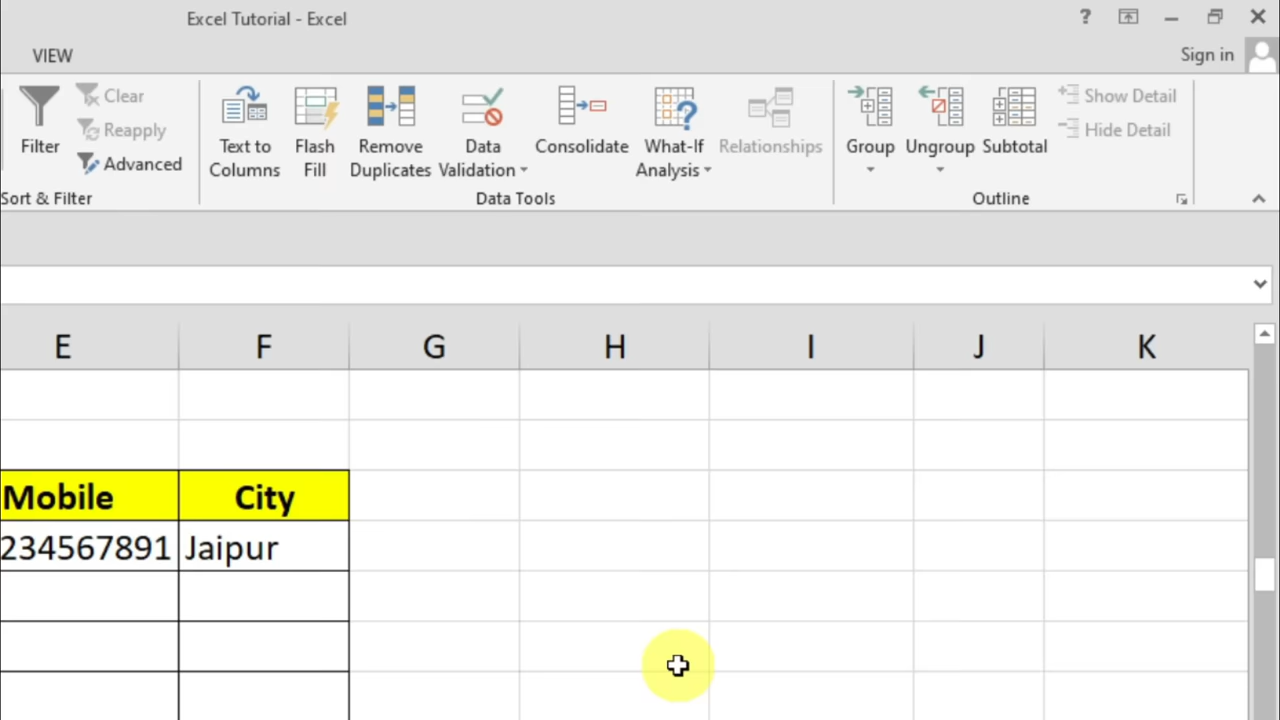 Excel Tutorial - Excel
?
VIEW
Sign in
Filter
Clear
Reapply
Advanced
Sort & Filter
Text to Columns
Flash Fill
Remove Duplicates
Data Validation
Consolidate
What-If Analysis
Relationships
Data Tools
Group
Ungroup
Subtotal
Show Detail
Hide Detail
Outline
E F G H I J K
Mobile City
234567891 Jaipur